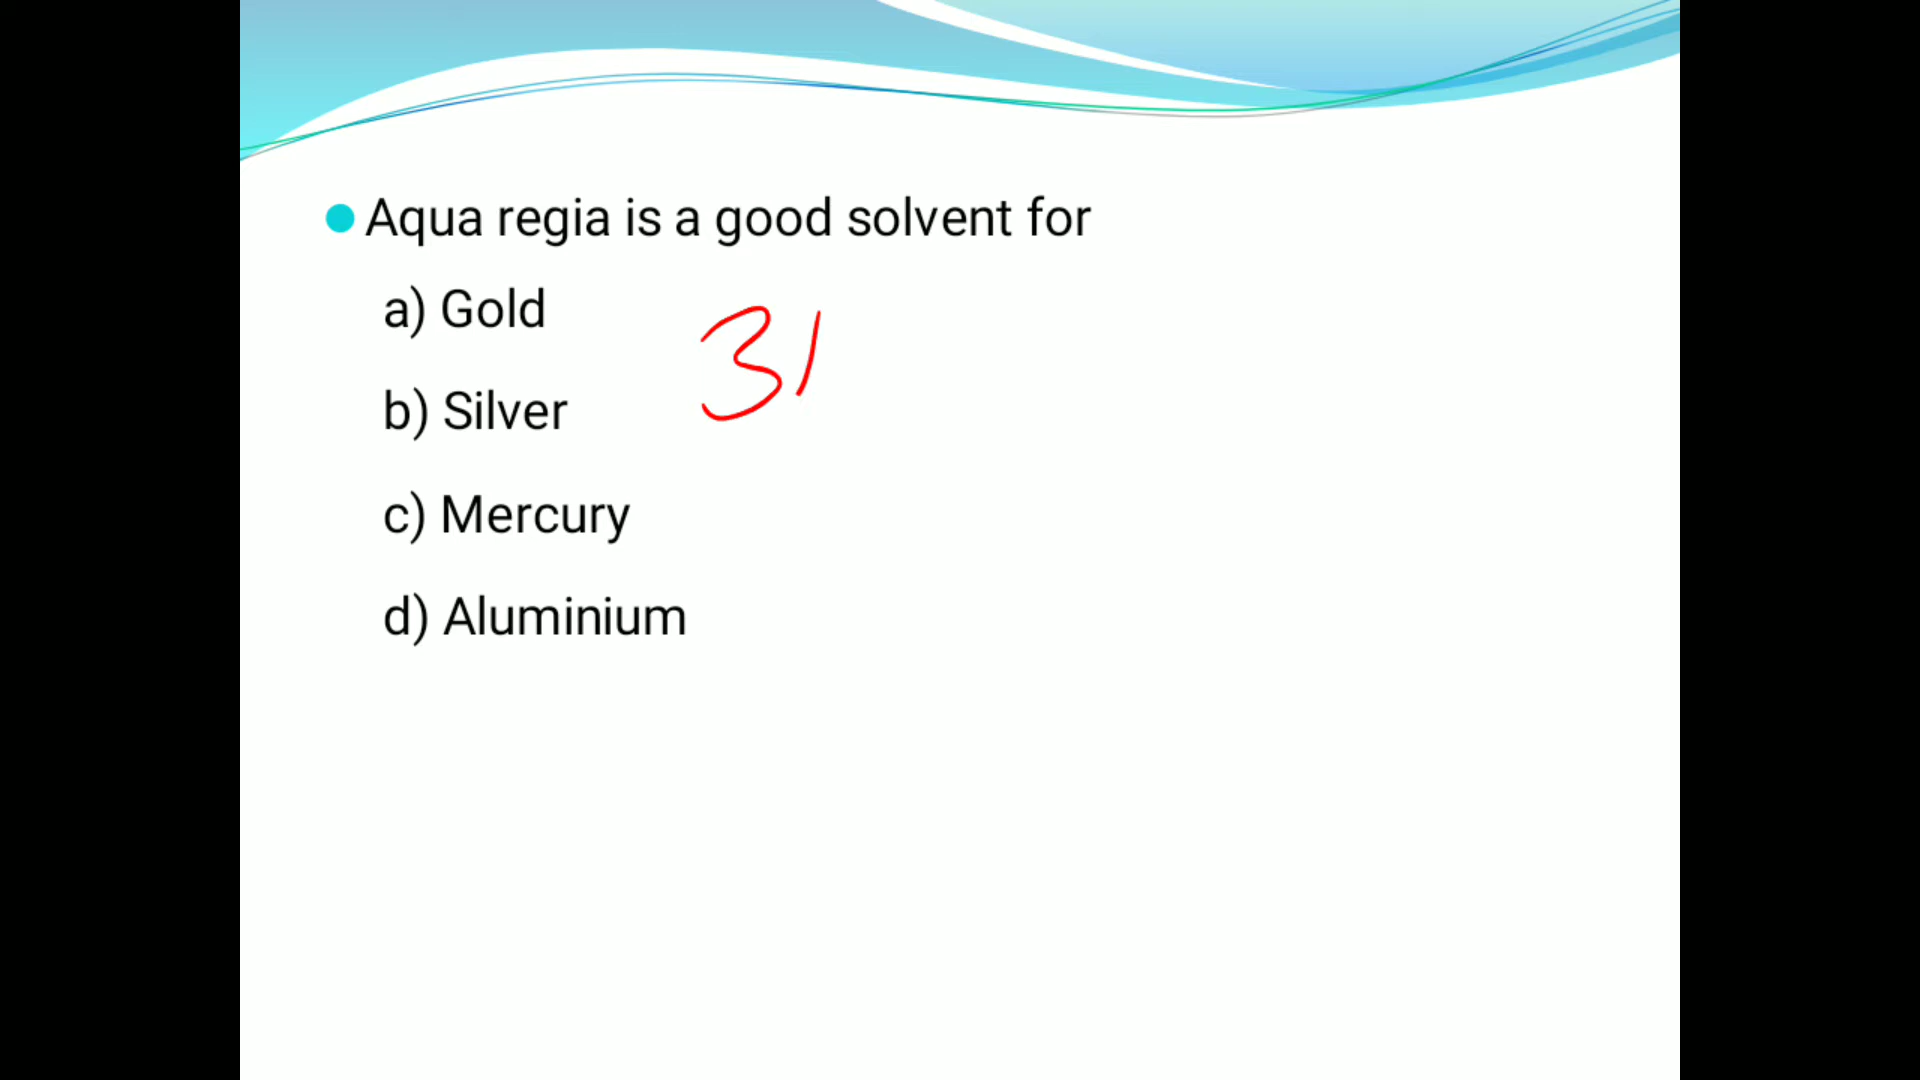 Aqua regia is a good solvent for
a) Gold
31
b) Silver
c) Mercury
d) Aluminium